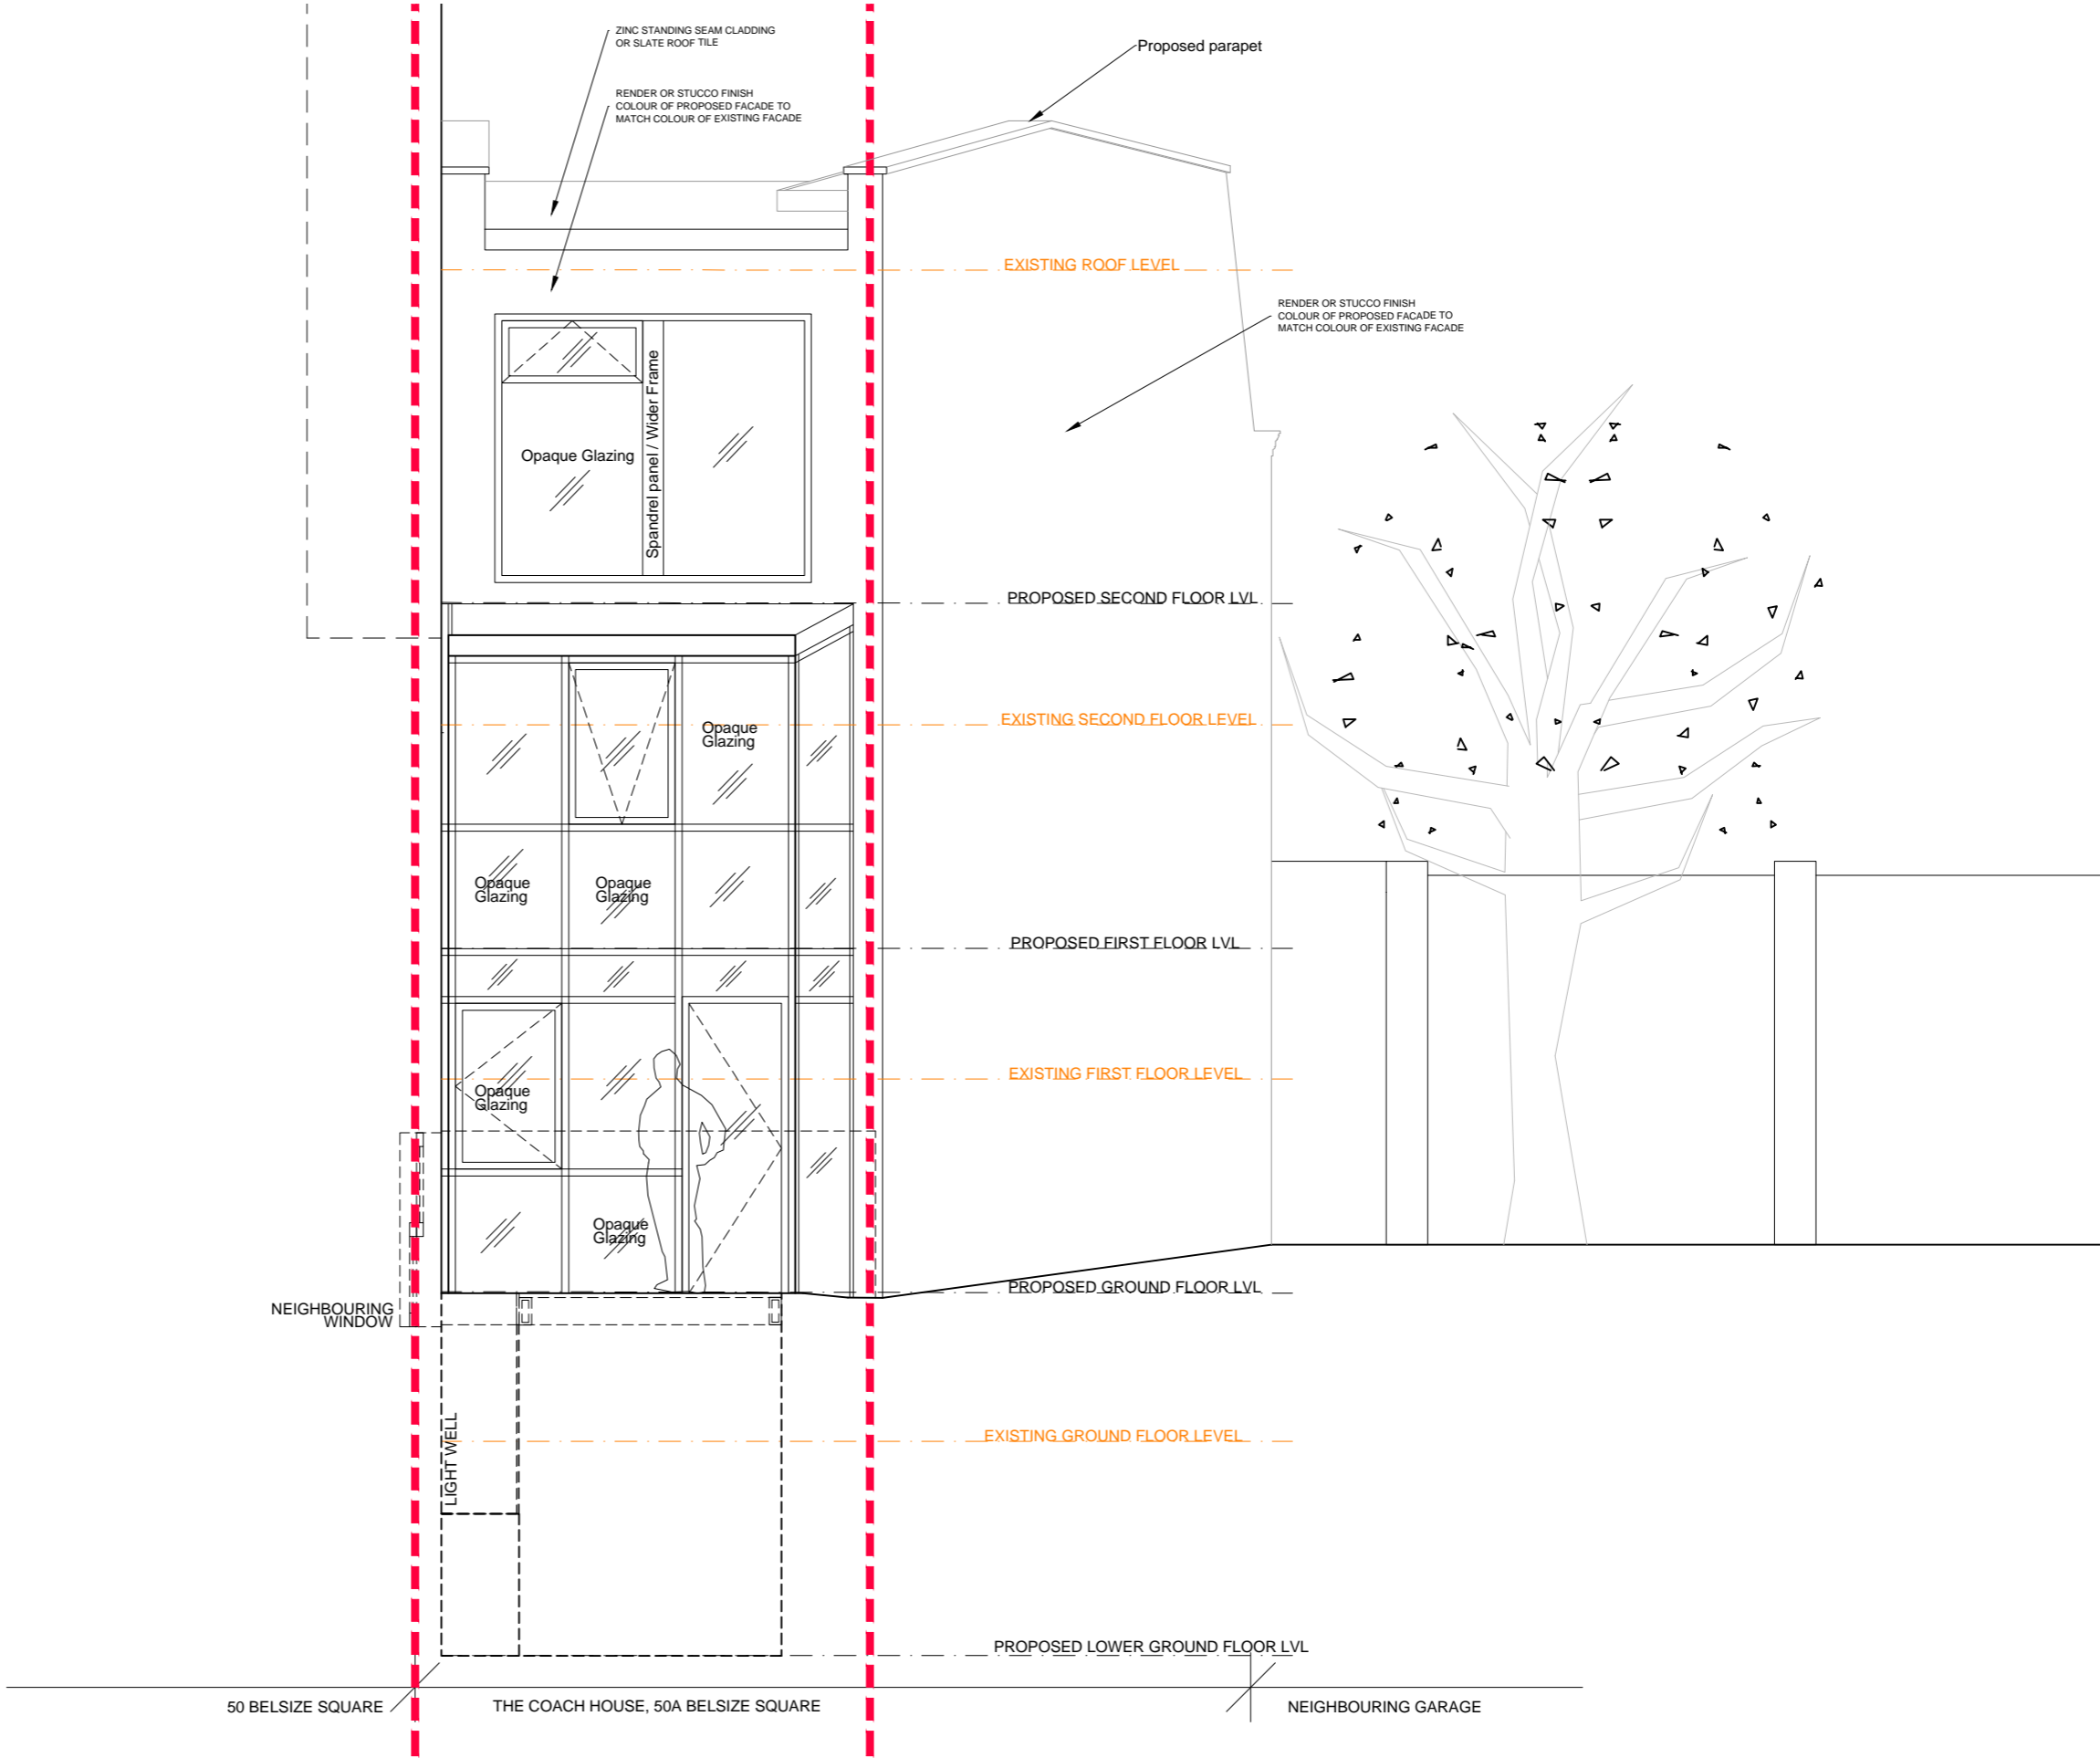 ZINC STANDING SEAM CLADDING
OR SLATE ROOF TILE
Proposed parapet
RENDER OR STUCCO FINISH
COLOUR OF PROPOSED FACADE TO
MATCH COLOUR OF EXISTING FACADE
EXISTING ROOF LEVEL
RENDER OR STUCCO FINISH
COLOUR OF PROPOSED FACADE TO
MATCH COLOUR OF EXISTING FACADE
Opaque Glazing
Spandrel panel / Wider Frame
PROPOSED SECOND FLOOR LVL
EXISTING SECOND FLOOR LEVEL
Opaque
Glazing
Opaque
Glazing
Opaque
Glazing
PROPOSED FIRST FLOOR LVL
EXISTING FIRST FLOOR LEVEL
Opaque
Glazing
Opaque
Glazing
PROPOSED GROUND FLOOR LVL
NEIGHBOURING
WINDOW
EXISTING GROUND FLOOR LEVEL
LIGHT WELL
PROPOSED LOWER GROUND FLOOR LVL
50 BELSIZE SQUARE
THE COACH HOUSE, 50A BELSIZE SQUARE
NEIGHBOURING GARAGE